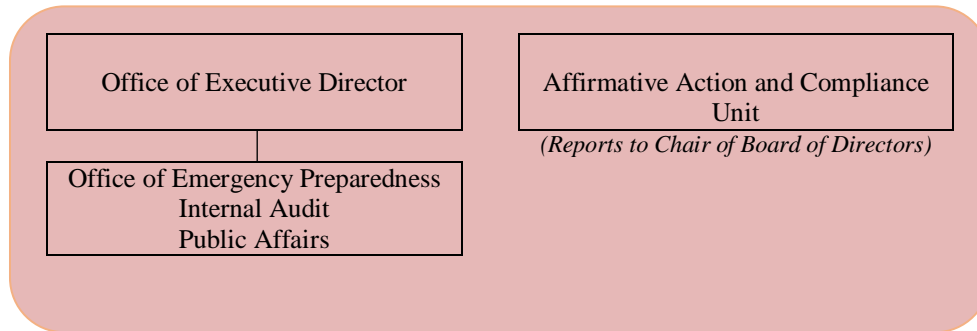 Office of Executive Director
Affirmative Action and Compliance
Unit
(Reports to Chair of Board of Directors)
Office of Emergency Preparedness
Internal Audit
Public Affairs